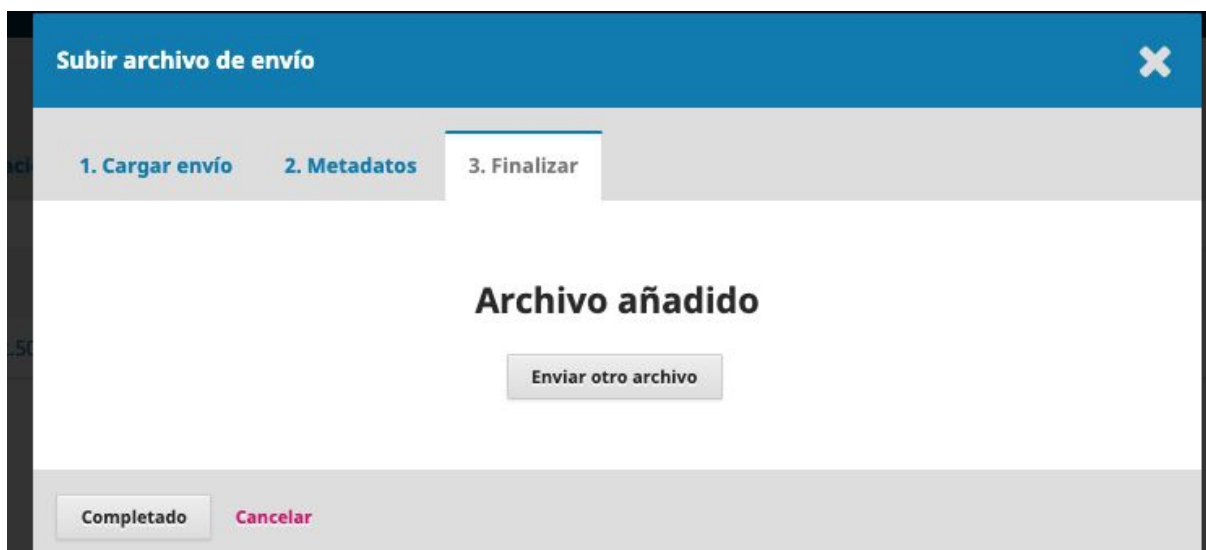 Subir archivo de envío
1. Cargar envío 2. Metadatos 3. Finalizar
Archivo añadido
Enviar otro archivo
Completado Cancelar